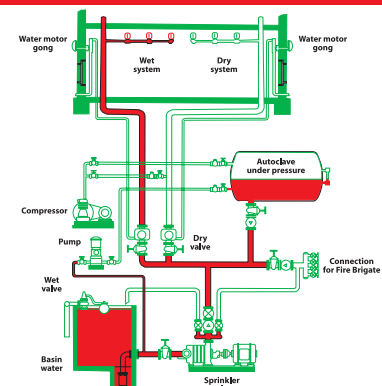 Water motor
gong
Water motor
gong
Wet
system
Dry
system
Autoclave
under pressure
Compressor
Pump
Dry
valve
Connection
for Fire Brigate
Wet
valve
Basin
water
Sprinkler